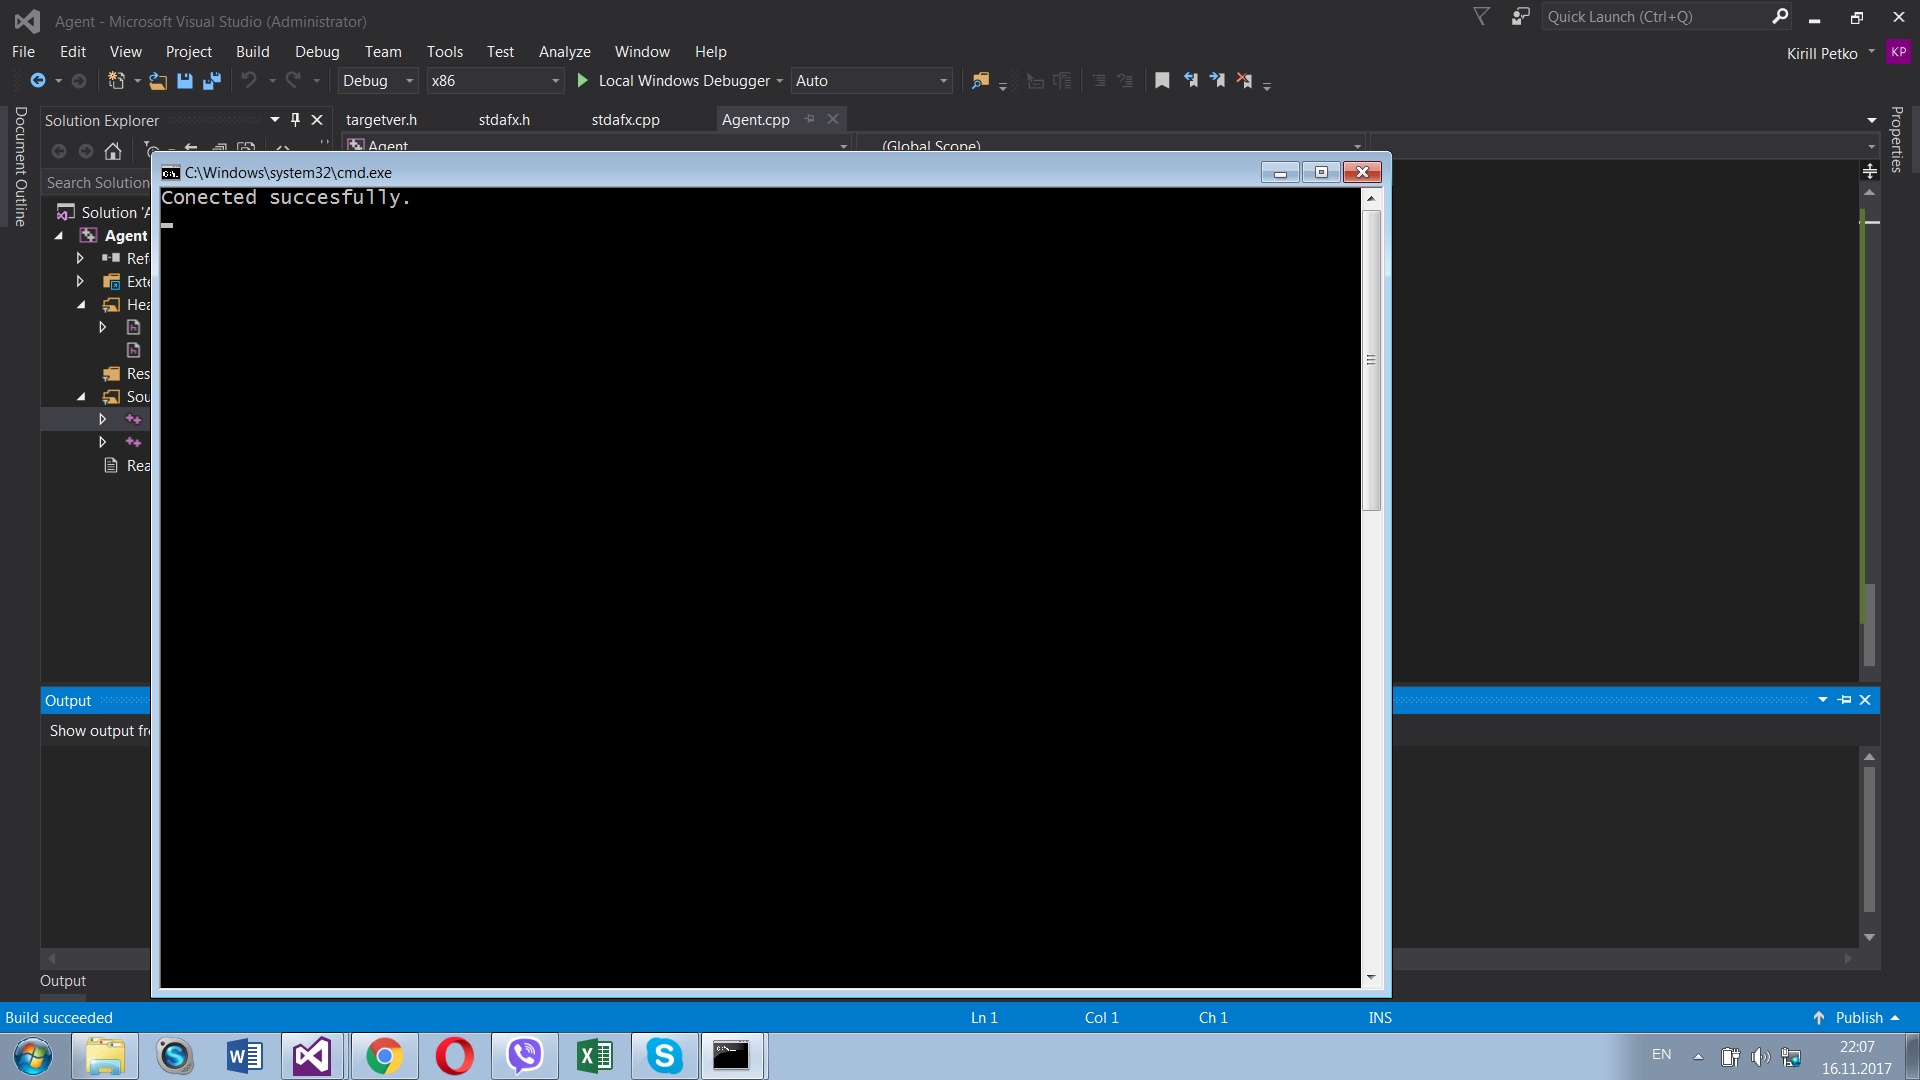 Agent - Microsoft Visual Studio (Administrator)
Quick Launch (Ctrl+Q)
File Edit View Project Build Debug Team Tools Test Analyze Window Help
Kirill Petko KP
Debug x86 Local Windows Debugger Auto
Document Outline
Solution Explorer
targetver.h stdafx.h stdafx.cpp Agent.cpp
Properties
Agent (Global Scope)
Search Solution
C:\Windows\system32\cmd.exe
Conected succesfully.
Solution 'A
Agent
Ref
Exte
Hea
Res
Sou
Rea
Output
Show output fr
Output
Build succeeded Ln 1 Col 1 Ch 1 INS Publish
EN 22:07
16.11.2017